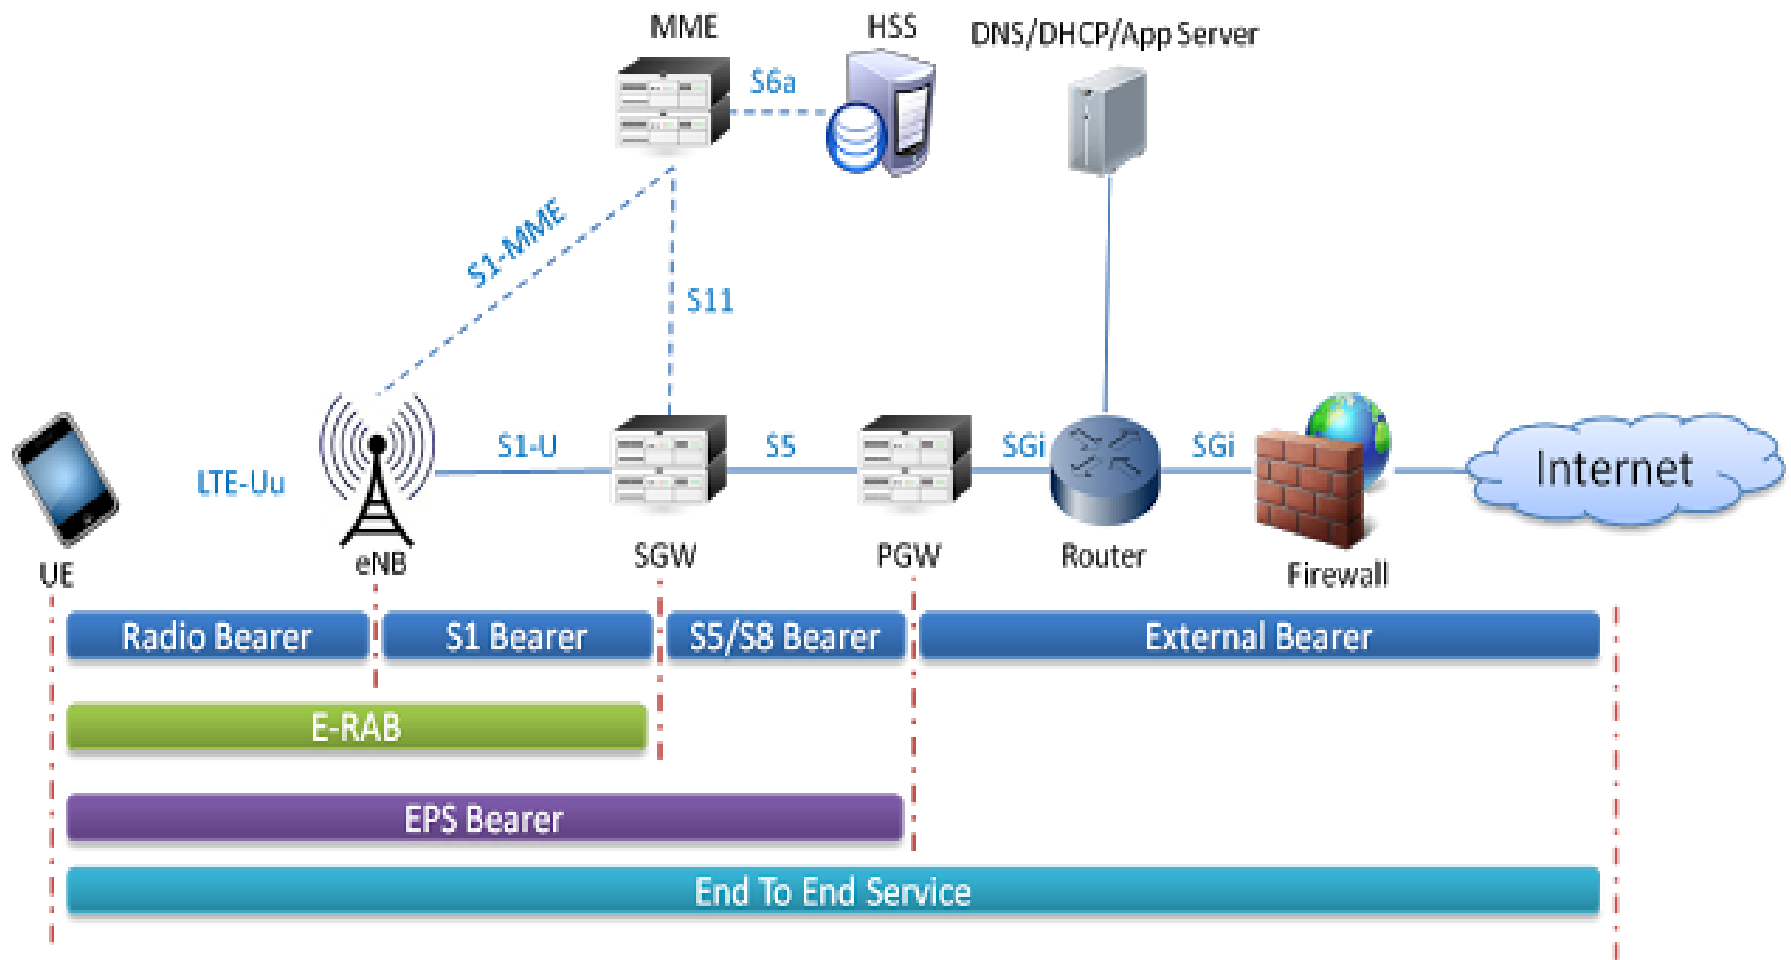 MME
HSS
DNS/DHCP/App Server
S6a
S1-MME
S11
LTE-Uu
S1-U
S5
SGi
SGi
Internet
UE
eNB
SGW
PGW
Router
Firewall
Radio Bearer
S1 Bearer
S5/S8 Bearer
External Bearer
E-RAB
EPS Bearer
End To End Service